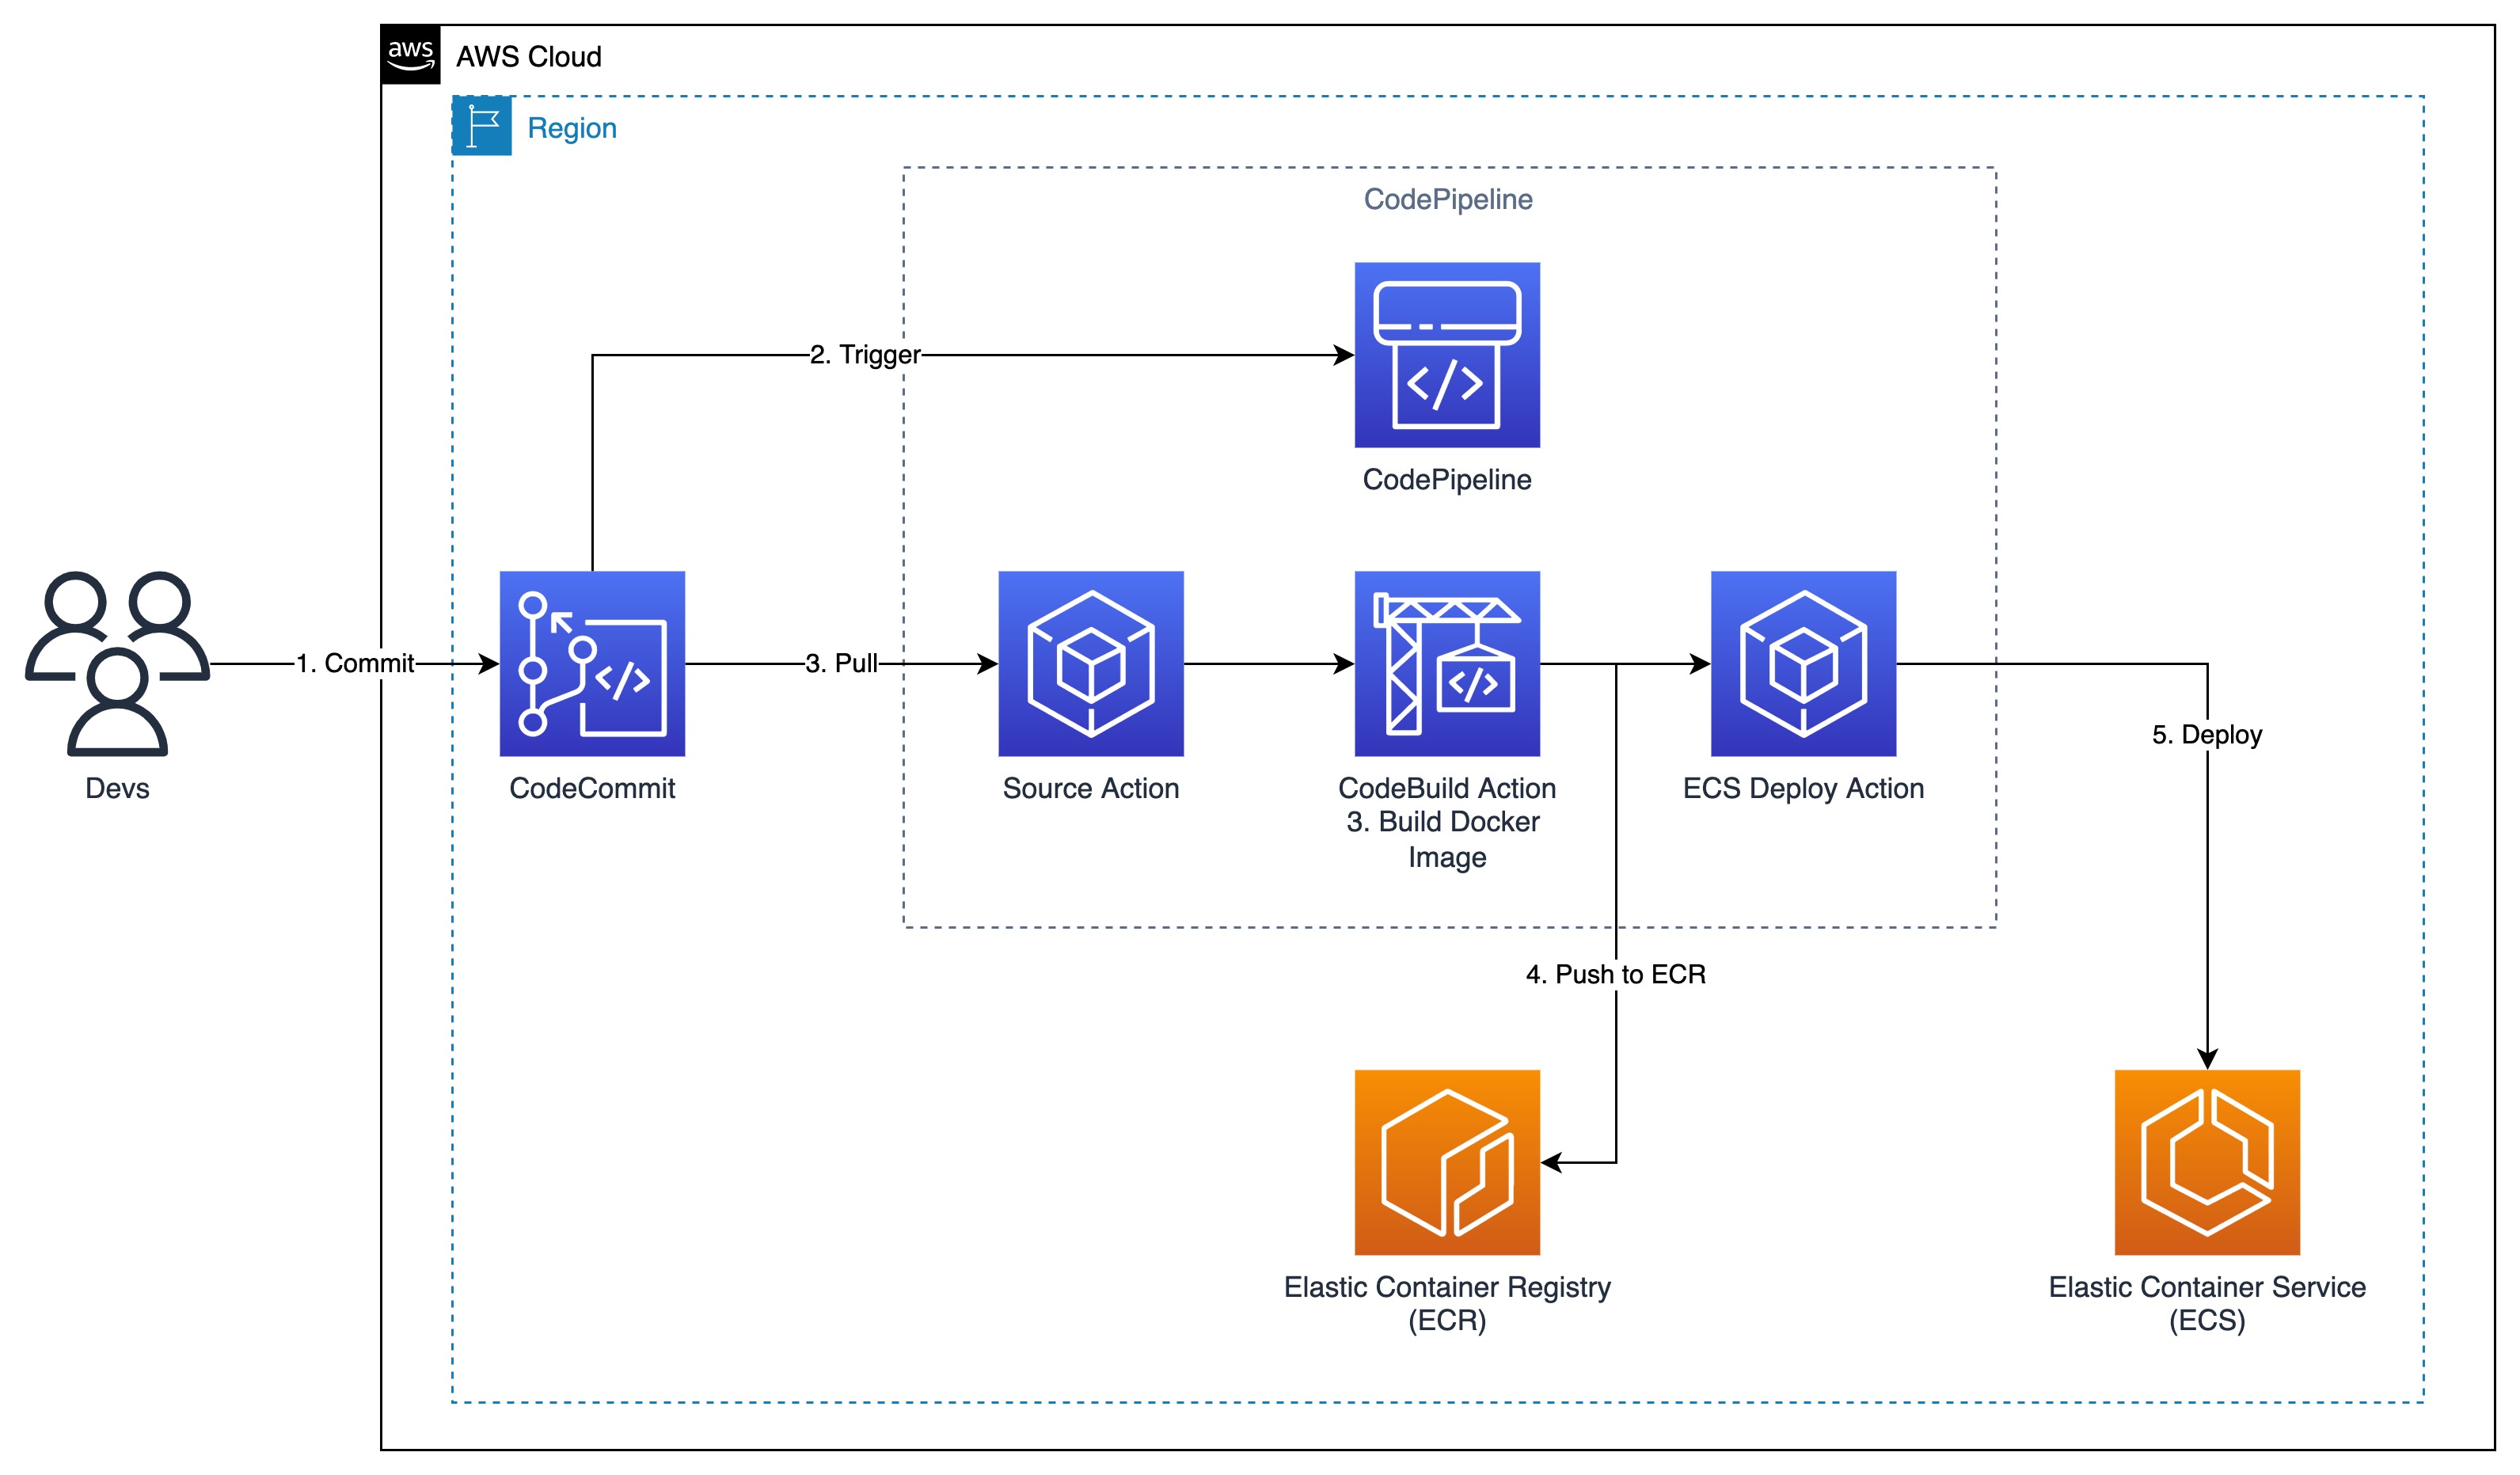 aws
AWS Cloud
Region
CodePipeline
2. Trigger
CodePipeline
1. Commit
3. Pull
5. Deploy
Devs
CodeCommit
Source Action
CodeBuild Action
3. Build Docker
Image
ECS Deploy Action
4. Push to ECR
Elastic Container Registry
(ECR)
Elastic Container Service
(ECS)